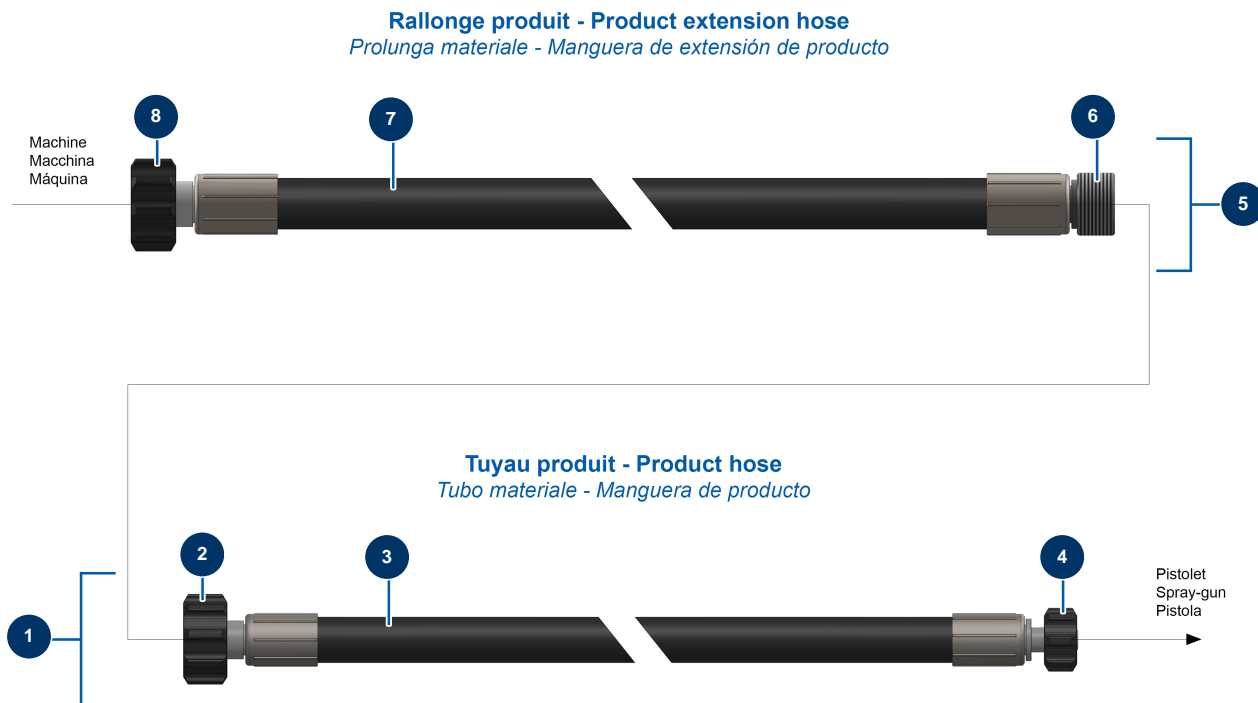 Rallonge produit - Product extension hose
Prolunga materiale - Manguera de extensión de producto
8
7
6
Machine
Macchina
Máquina
5
Tuyau produit - Product hose
Tubo materiale - Manguera de producto
2
3
4
Pistolet
Spray-gun
Pistola
1